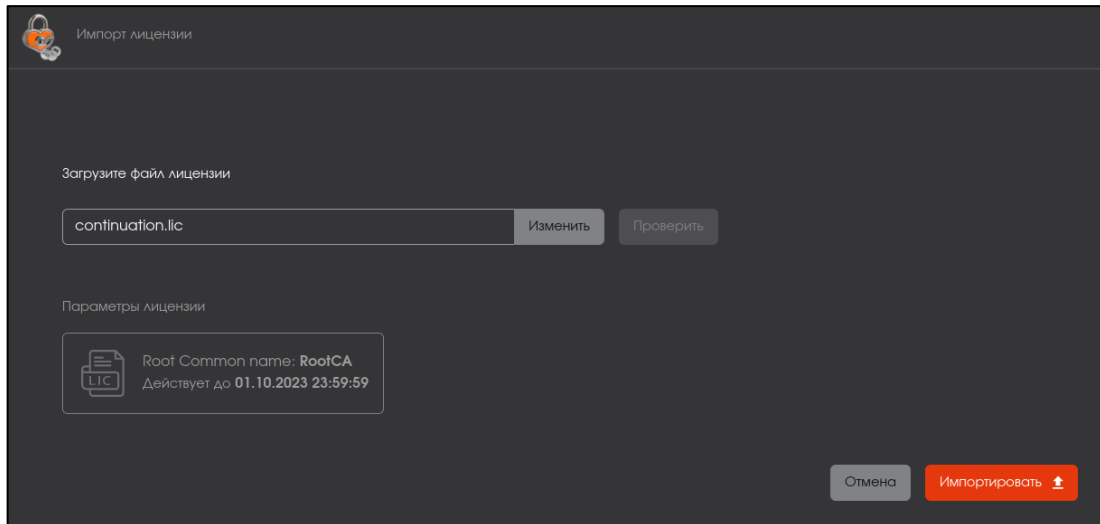 Импорт лицензии
Загрузите файл лицензии
continuation.lic Изменить Проверить
Параметры лицензии
LIC
Root Common name: RootCA
Действует до 01.10.2023 23:59:59
Отмена Импортировать